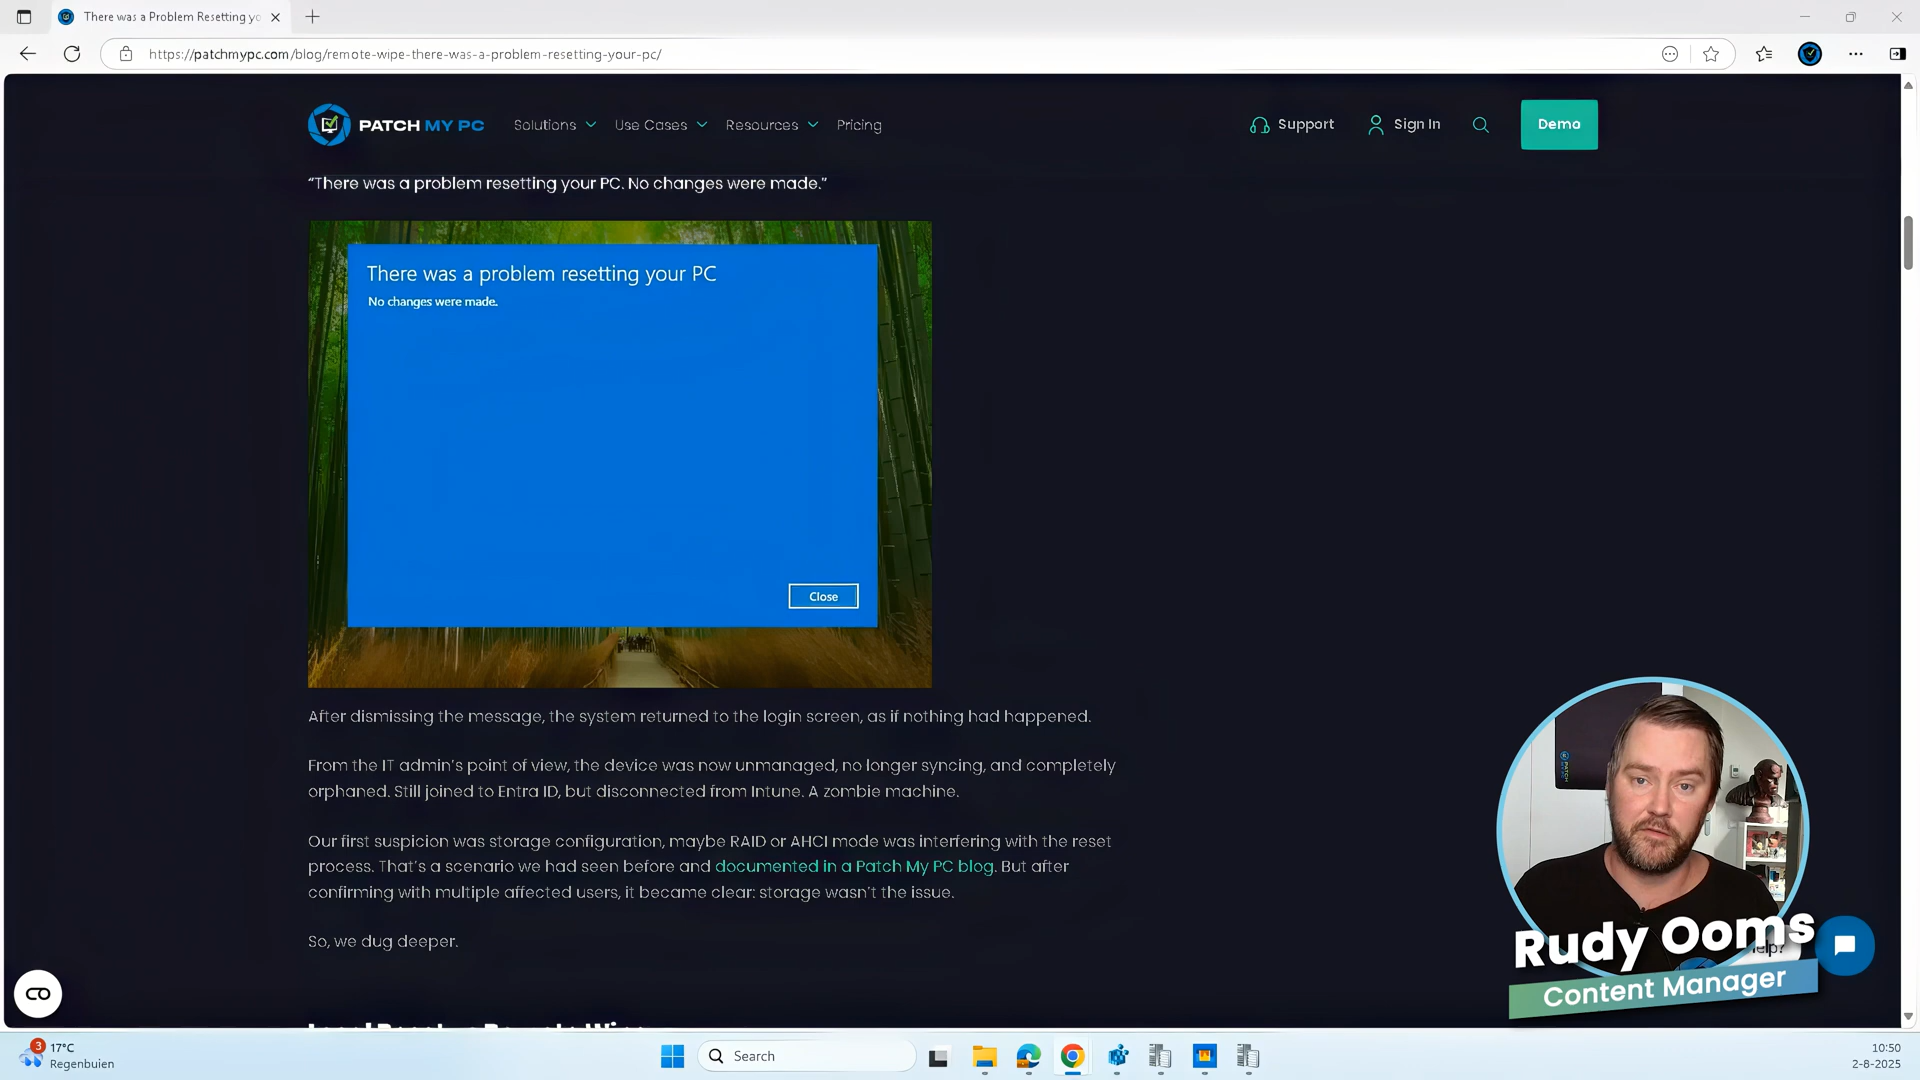 There was a Problem Resetting yo
https://patchmypc.com/blog/remote-wipe-there-was-a-problem-resetting-your-pc/
PATCH MY PC
Solutions
Use Cases
Resources
Pricing
Support
Sign In
Demo
“There was a problem resetting your PC. No changes were made.”
There was a problem resetting your PC
No changes were made.
Close
After dismissing the message, the system returned to the login screen, as if nothing had happened.
From the IT admin’s point of view, the device was now unmanaged, no longer syncing, and completely
orphaned. Still joined to Entra ID, but disconnected from Intune. A zombie machine.
Our first suspicion was storage configuration, maybe RAID or AHCI mode was interfering with the reset
process. That’s a scenario we had seen before and documented in a Patch My PC blog. But after
confirming with multiple affected users, it became clear: storage wasn’t the issue.
So, we dug deeper.
Rudy Ooms
Content Manager
3
17°C
Regenbuien
Search
10:50
2-8-2025